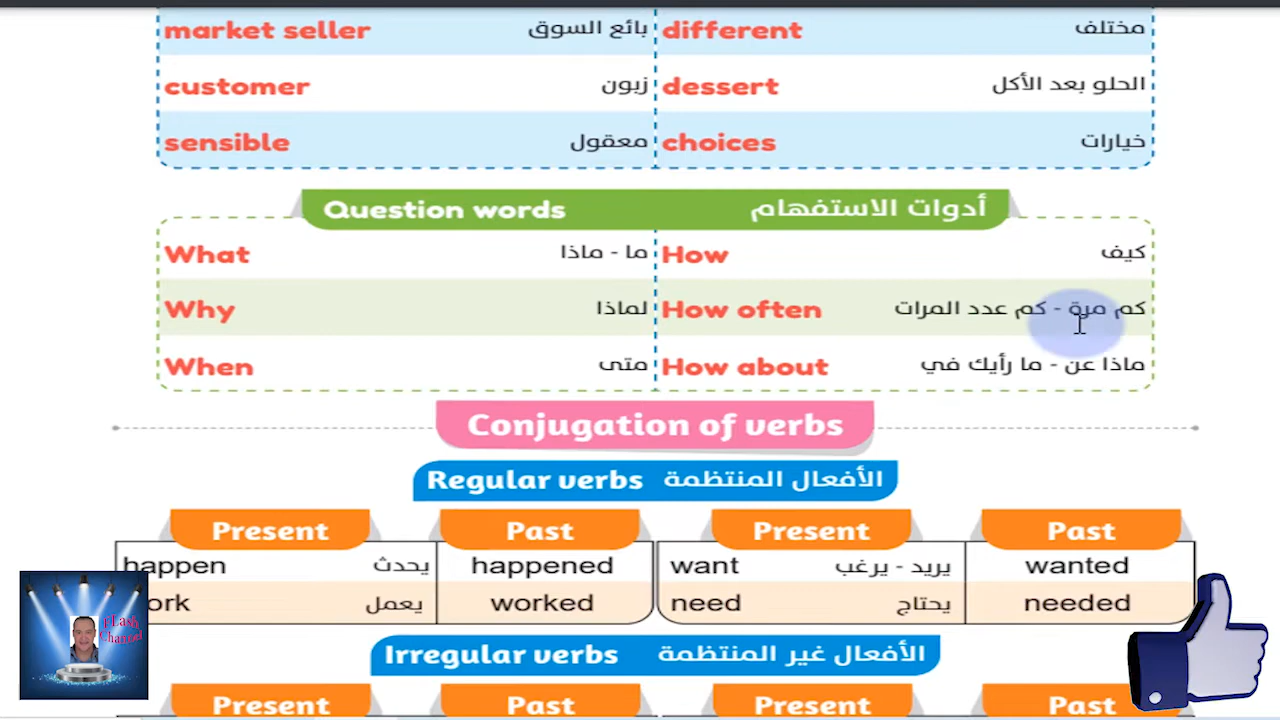 market seller بائع السوق different مختلف
customer زبون dessert الحلو بعد الأكل
sensible معقول choices خيارات
Question words أدوات الاستفهام
What ما - ماذا How كيف
Why لماذا How often كم مرة - كم عدد المرات
When متى How about ماذا عن - ما رأيك في
Conjugation of verbs
Regular verbs الأفعال المنتظمة
Present Past Present Past
happen يحدث happened want يريد - يرغب wanted
ork يعمل worked need يحتاج needed
Irregular verbs الأفعال غير المنتظمة
Present Past Present Past
fLash
Channel